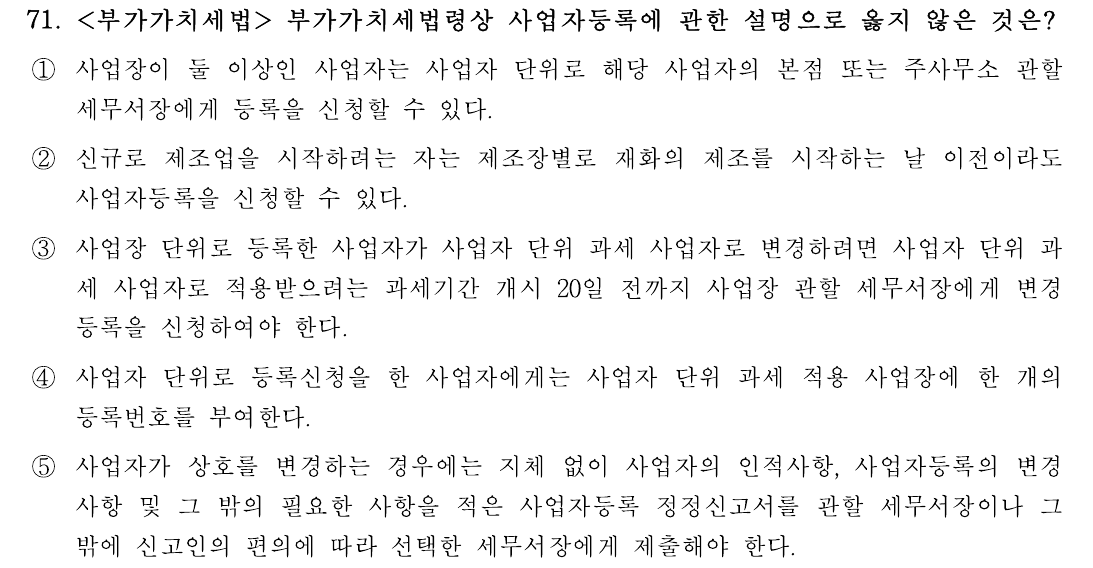 71. <부가가치세법> 부가가치세법령상 사업자등록에 관한 설명으로 옳지 않은 것은?
① 사업장이 둘 이상인 사업자는 사업자 단위로 해당 사업자의 본점 또는 주사무소 관할
세무서장에게 등록을 신청할 수 있다.
② 신규로 제조업을 시작하려는 자는 제조장별로 재화의 제조를 시작하는 날 이전이라도
사업자등록을 신청할 수 있다.
③ 사업장 단위로 등록한 사업자가 사업자 단위 과세 사업자로 변경하려면 사업자 단위 과
세 사업자로 적용받으려는 과세기간 개시 20일 전까지 사업장 관할 세무서장에게 변경
등록을 신청하여야 한다.
④ 사업자 단위로 등록신청을 한 사업자에게는 사업자 단위 과세 적용 사업장에 한 개의
등록번호를 부여한다.
⑤ 사업자가 상호를 변경하는 경우에는 지체 없이 사업자의 인적사항, 사업자등록의 변경
사항 및 그 밖의 필요한 사항을 적은 사업자등록 정정신고서를 관할 세무서장이나 그
밖에 신고인의 편의에 따라 선택한 세무서장에게 제출해야 한다.